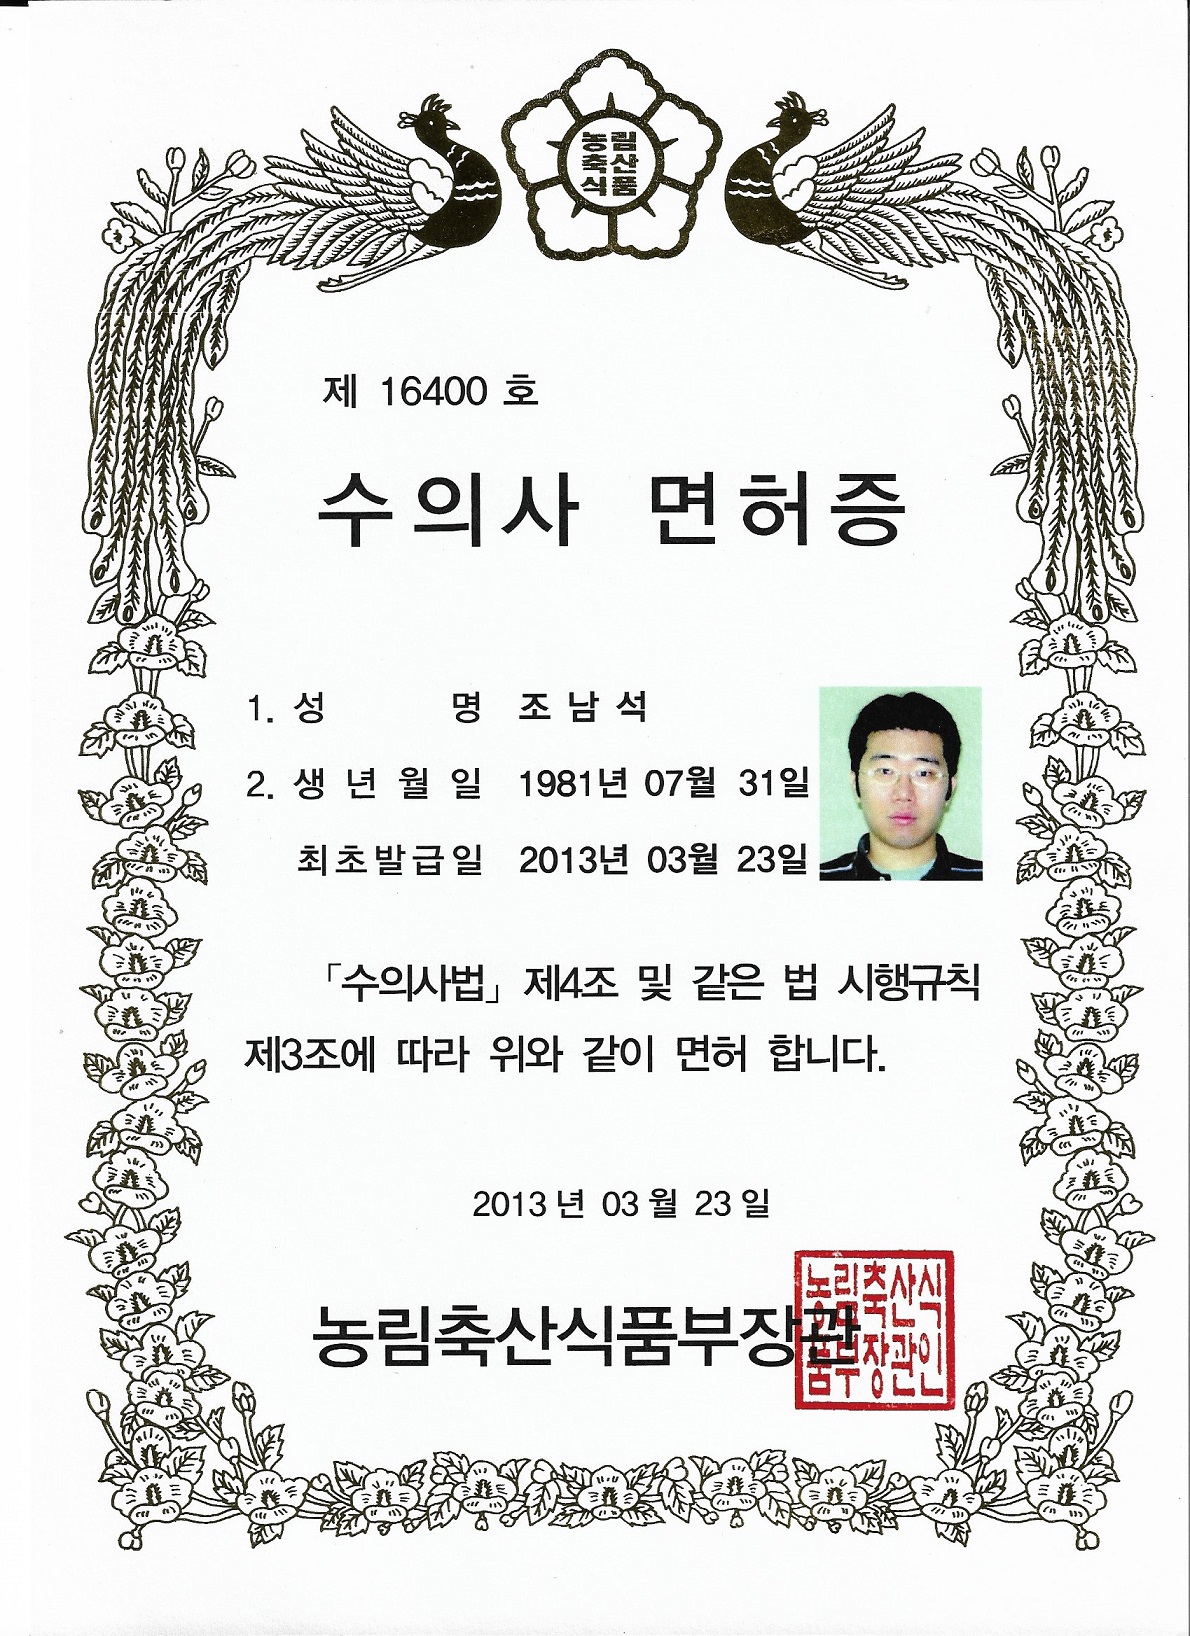 농림
축산
식품
제 16400 호
수의사 면허증
1. 성 명 조 남 석
2. 생 년 월 일 1981년 07월 31일
최초발급일 2013년 03월 23일
「수의사법」 제4조 및 같은 법 시행규칙
제3조에 따라 위와 같이 면허 합니다.
2013 년 03 월 23 일
농림축산식품부장관
농림축산식
품부장관인